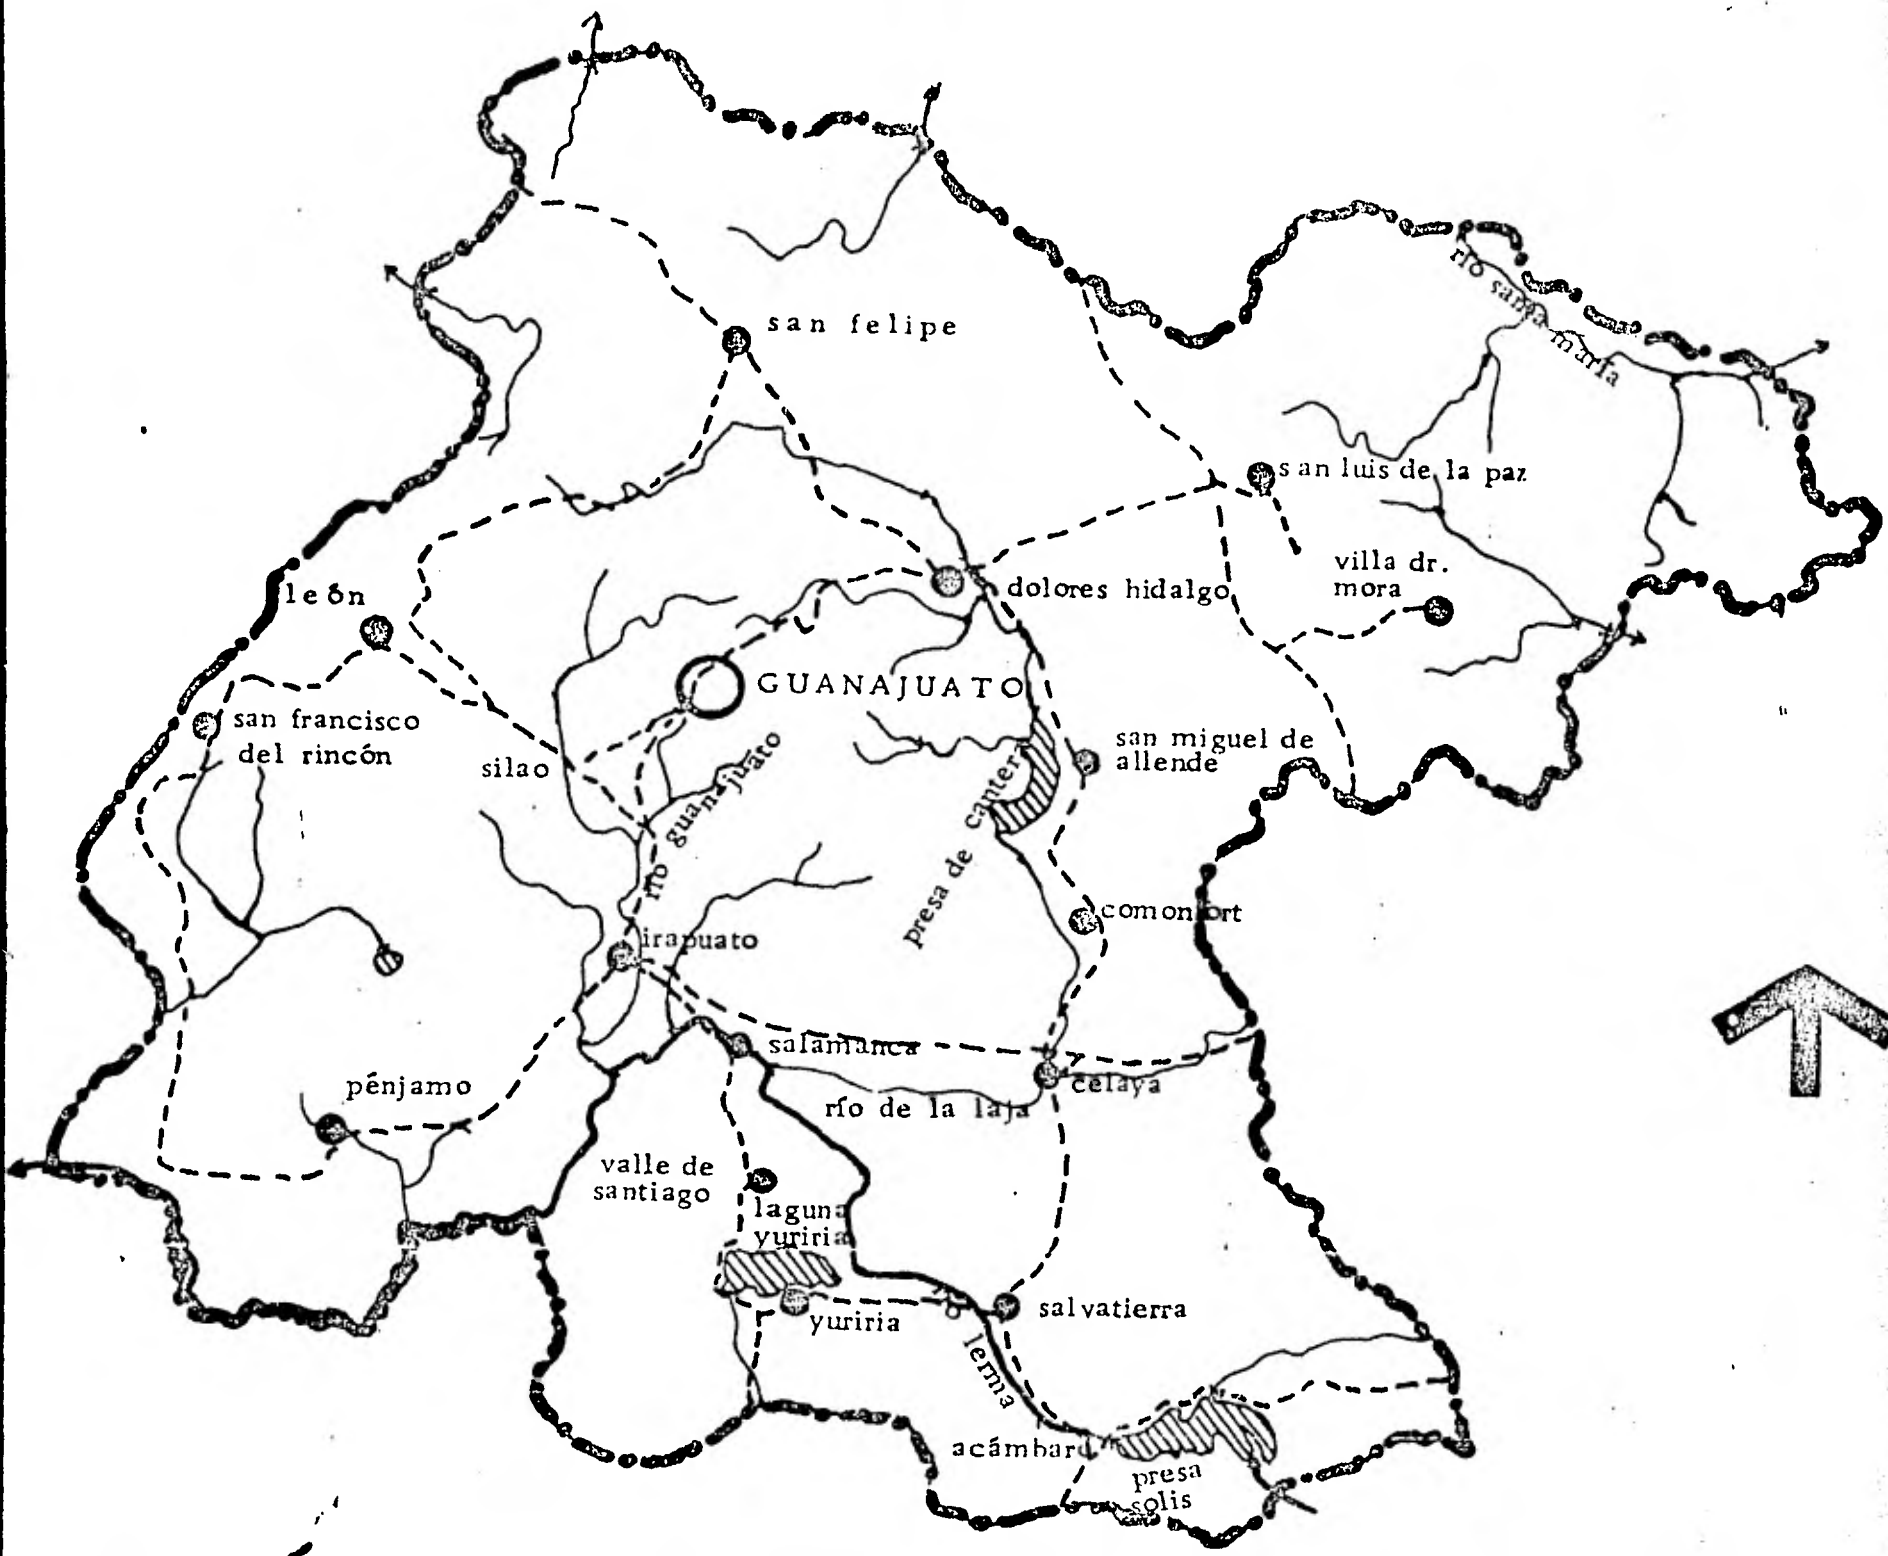 san felipe
río santa maría
san luis de la paz
villa dr.
mora
dolores hidalgo
león
GUANAJUATO
san francisco
del rincón
silao
río guanajuato
san miguel de
allende
presa de cantera
comonfort
irapuato
salamanca
celaya
río de la laja
pénjamo
valle de
santiago
laguna
yuriria
yuriria
salvatierra
lerma
acámbaro
presa
solis